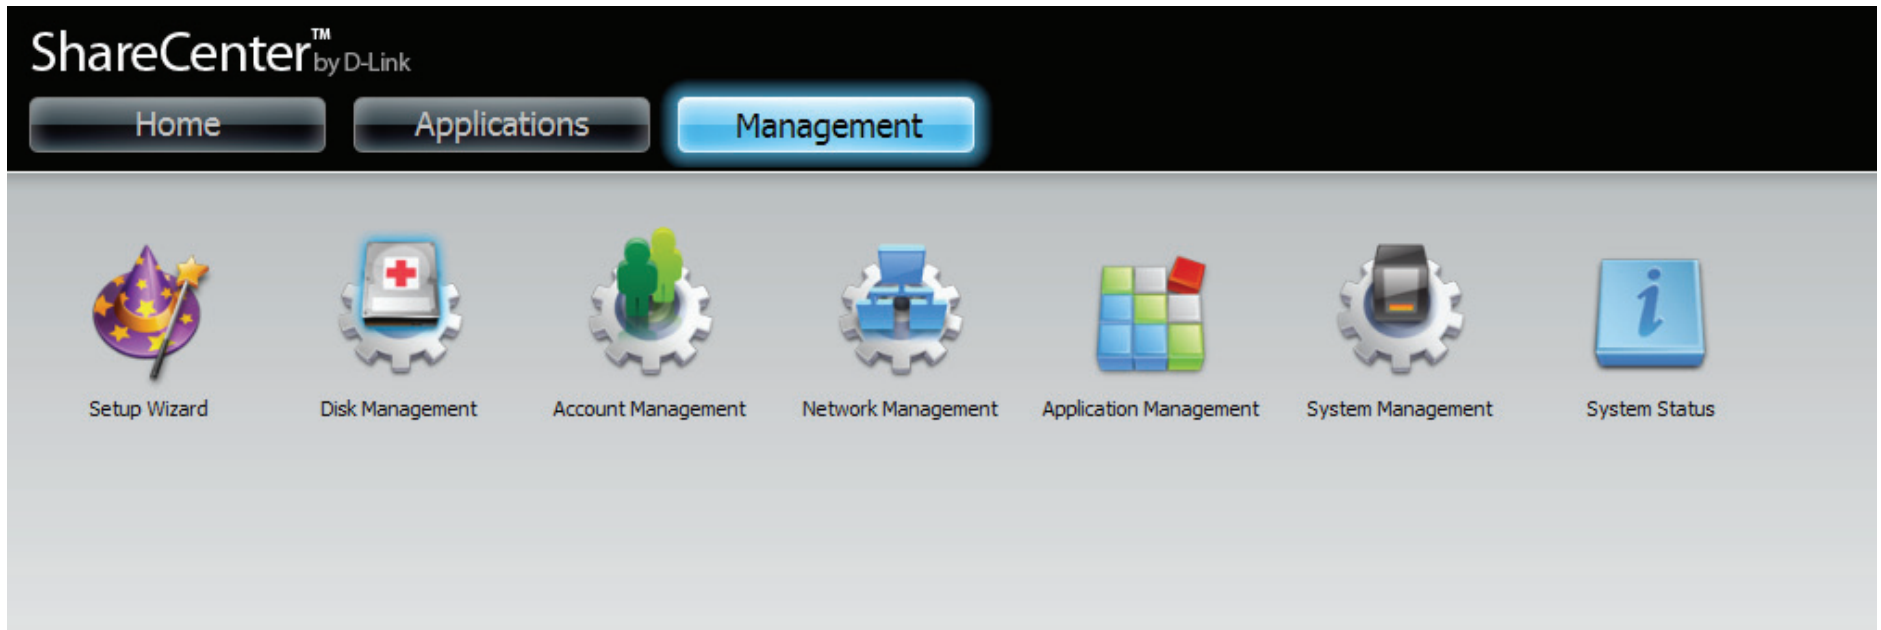 ShareCenter™ by D-Link
Home Applications Management
Setup Wizard Disk Management Account Management Network Management Application Management System Management System Status